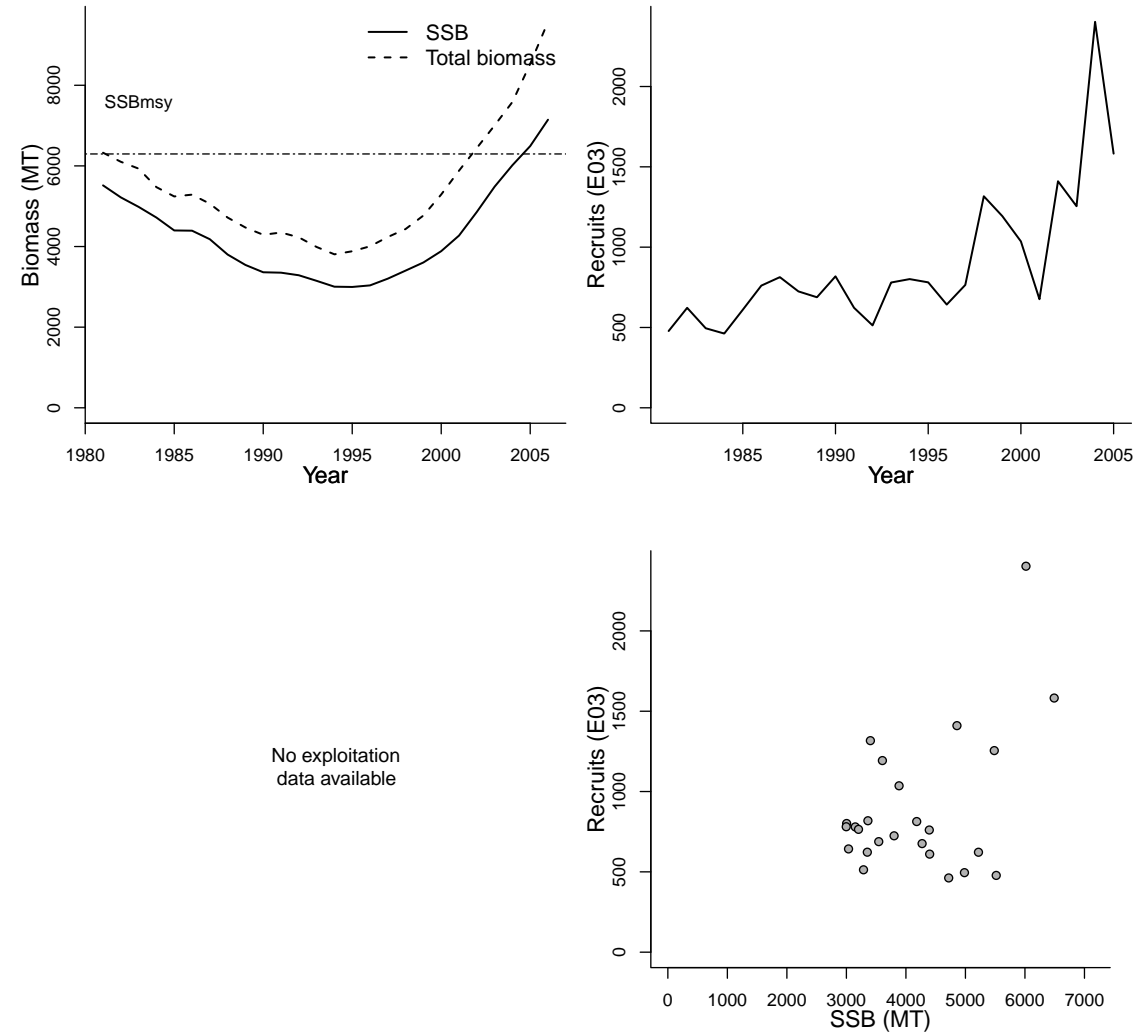 SSB
Total biomass
SSBmsy
Biomass (MT)
0
2000
4000
6000
8000
1980 1985 1990 1995 2000 2005
Year
Recruits (E03)
0
500
1000
1500
2000
1985 1990 1995 2000 2005
Year
No exploitation
data available
Recruits (E03)
0
500
1000
1500
2000
0 1000 2000 3000 4000 5000 6000 7000
SSB (MT)